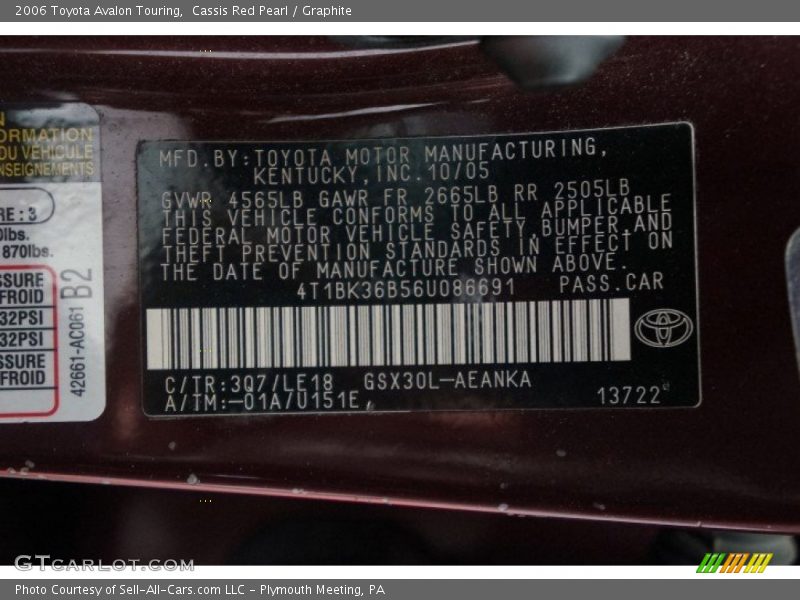 2006 Toyota Avalon Touring, Cassis Red Pearl / Graphite
ORMATION
DU VEHICULE
NSEIGNEMENTS
RE : 3
0lbs.
870lbs.
SSURE
FROID
32PSI
32PSI
SSURE
FROID
42661-AC061 B2
MFD.BY:TOYOTA MOTOR MANUFACTURING,
KENTUCKY,INC.10/05
GVWR 4565LB GAWR FR 2665LB RR 2505LB
THIS VEHICLE CONFORMS TO ALL APPLICABLE
FEDERAL MOTOR VEHICLE SAFETY,BUMPER,AND
THEFT PREVENTION STANDARDS IN EFFECT ON
THE DATE OF MANUFACTURE SHOWN ABOVE.
4T1BK36B56U086691 PASS.CAR
C/TR:3Q7/LE18 GSX30L-AEANKA
A/TM:-01A/U151E, 13722
GTCARLOT.COM
Photo Courtesy of Sell-All-Cars.com LLC - Plymouth Meeting, PA